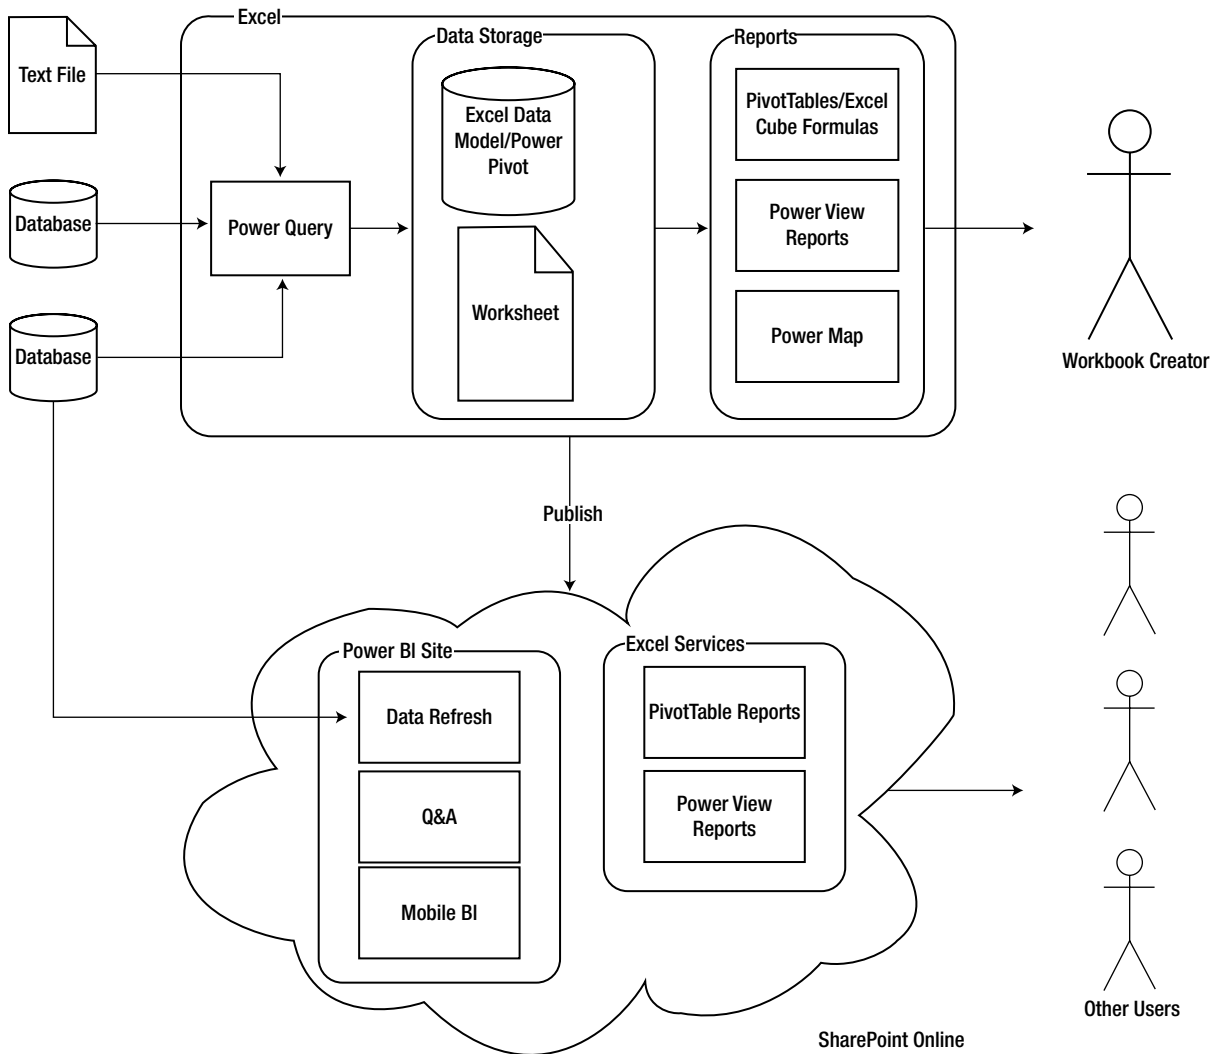 Excel
Data Storage
Reports
Text File
PivotTables/Excel
Cube Formulas
Excel Data
Model/Power
Pivot
Database
Power Query
Power View
Reports
Worksheet
Power Map
Database
Workbook Creator
Publish
Power BI Site
Excel Services
Data Refresh
PivotTable Reports
Q&A
Power View
Reports
Mobile BI
Other Users
SharePoint Online